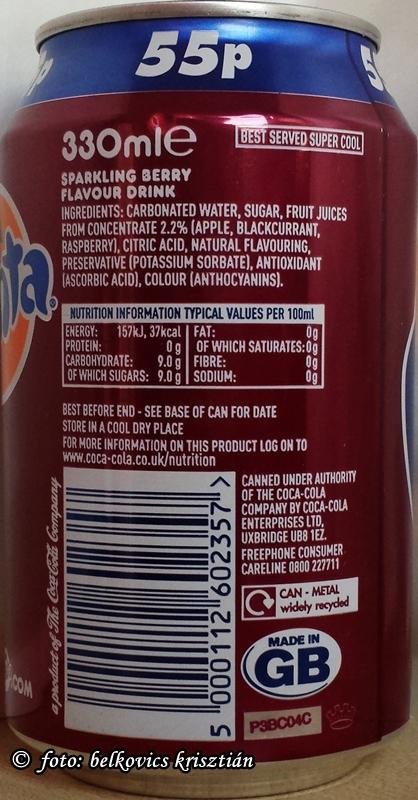 55p
330ml e
BEST SERVED SUPER COOL
SPARKLING BERRY
FLAVOUR DRINK
INGREDIENTS: CARBONATED WATER, SUGAR, FRUIT JUICES
FROM CONCENTRATE 2.2% (APPLE, BLACKCURRANT,
RASPBERRY), CITRIC ACID, NATURAL FLAVOURING,
PRESERVATIVE (POTASSIUM SORBATE), ANTIOXIDANT
(ASCORBIC ACID), COLOUR (ANTHOCYANINS).
NUTRITION INFORMATION TYPICAL VALUES PER 100ml
ENERGY: 157kJ, 37kcal
PROTEIN: 0 g
CARBOHYDRATE: 9.0 g
OF WHICH SUGARS: 9.0 g
FAT: 0g
OF WHICH SATURATES: 0g
FIBRE: 0g
SODIUM: 0g
BEST BEFORE END - SEE BASE OF CAN FOR DATE
STORE IN A COOL DRY PLACE
FOR MORE INFORMATION ON THIS PRODUCT LOG ON TO
www.coca-cola.co.uk/nutrition
a product of The Coca-Cola Company
5 000112 602357 >
CANNED UNDER AUTHORITY
OF THE COCA-COLA
COMPANY BY COCA-COLA
ENTERPRISES LTD,
UXBRIDGE UB8 1EZ.
FREEPHONE CONSUMER
CARELINE 0800 227711
CAN - METAL
widely recycled
MADE IN
GB
P3BC04C
.COM
© foto: belkovics krisztián